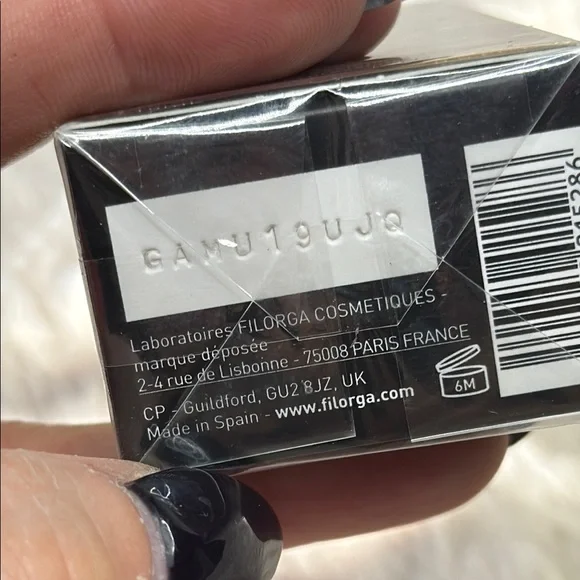 GAMU19UJQ
Laboratoires FILORGA COSMETIQUES -
marque déposée
2-4 rue de Lisbonne - 75008 PARIS FRANCE
CP - Guildford, GU2 8JZ, UK
Made in Spain - www.filorga.com
6M